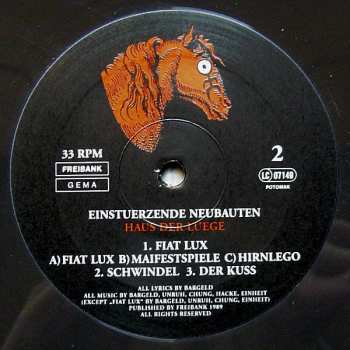 33 RPM
2
FREIBANK
GEMA
LC 07149
POTOMAK
EINSTUERZENDE NEUBAUTEN
HAUS DER LUEGE
1. FIAT LUX
A) FIAT LUX B) MAIFESTSPIELE C) HIRNLEGO
2. SCHWINDEL 3. DER KUSS
ALL LYRICS BY BARGELD
ALL MUSIC BY BARGELD, UNRUH, CHUNG, HACKE, EINHEIT
(EXCEPT „FIAT LUX" BY BARGELD, UNRUH, CHUNG, EINHEIT)
PUBLISHED BY FREIBANK 1989
ALL RIGHTS RESERVED